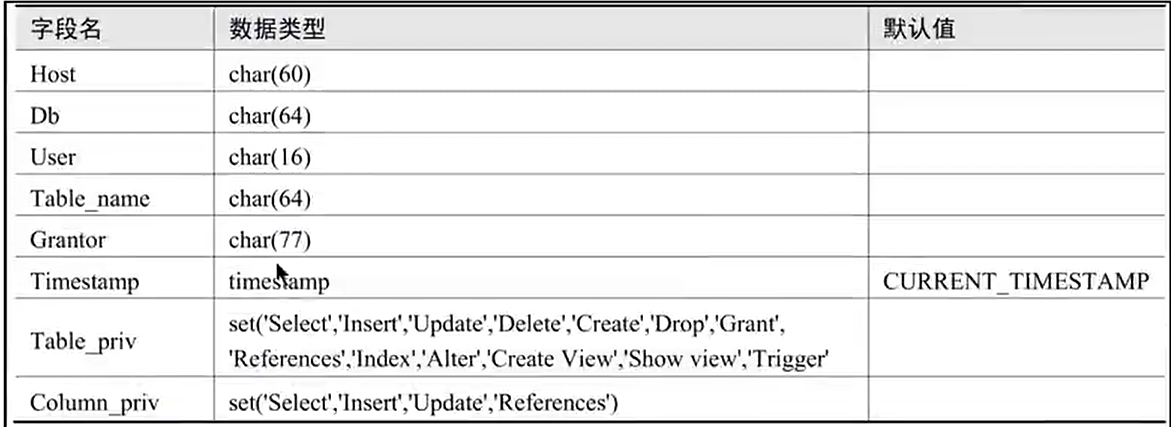 字段名 数据类型 默认值
Host char(60)
Db char(64)
User char(16)
Table_name char(64)
Grantor char(77)
Timestamp timestamp CURRENT_TIMESTAMP
Table_priv set('Select','Insert','Update','Delete','Create','Drop','Grant',
'References','Index','Alter','Create View','Show view','Trigger'
Column_priv set('Select','Insert','Update','References')